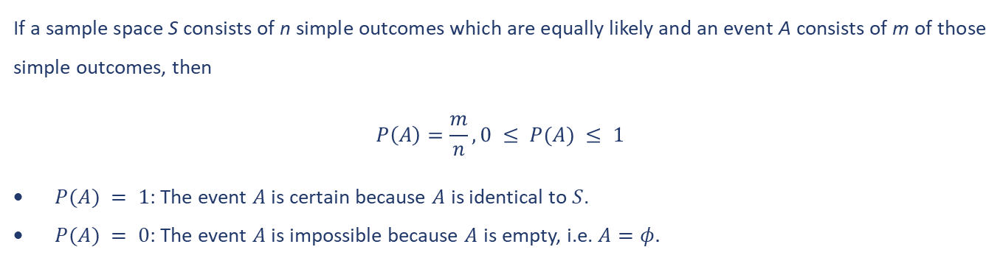 If a sample space S consists of n simple outcomes which are equally likely and an event A consists of m of those
simple outcomes, then
P(A) = m/n, 0 ≤ P(A) ≤ 1
• P(A) = 1: The event A is certain because A is identical to S.
• P(A) = 0: The event A is impossible because A is empty, i.e. A = ϕ.